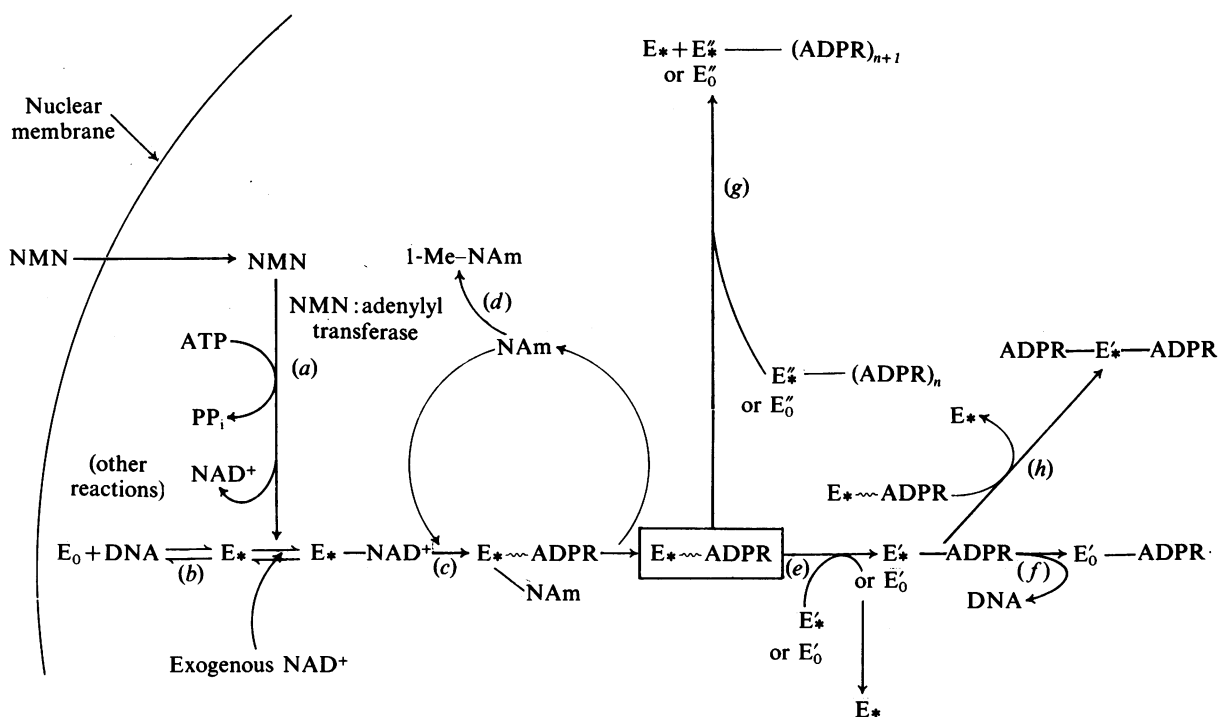 E* + E″* — (ADPR)n+1
or E″0
Nuclear
membrane
(g)
NMN
NMN
1-Me–NAm
(d)
NMN : adenylyl
transferase
NAm
ATP
(a)
PPi
ADPR—E′*—ADPR
E″* — (ADPR)n
or E″0
E*
(h)
E* ~~ ADPR
(other
reactions)
NAD+
E0 + DNA ⇌ E* ⇌ E* —NAD+ → E* ~~ ADPR → E* ~~ ADPR → E′* —ADPR → E′0 —ADPR
(b)
(c)
(e)
(f)
or E′0
NAm
DNA
E′*
or E′0
Exogenous NAD+
E*